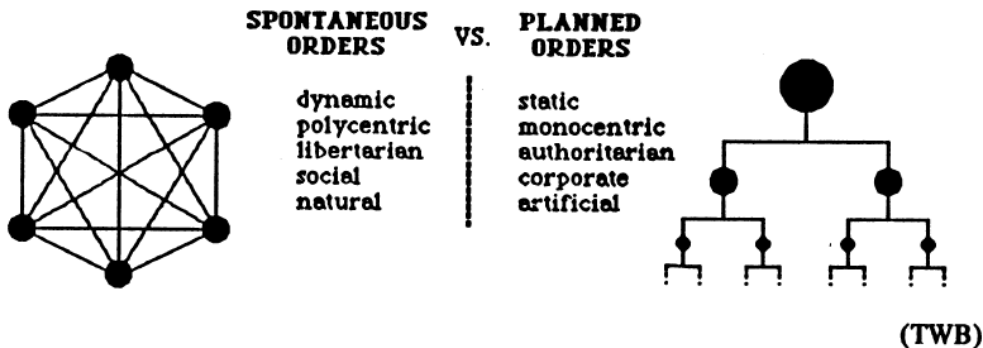 SPONTANEOUS ORDERS VS. PLANNED ORDERS
dynamic
polycentric
libertarian
social
natural
static
monocentric
authoritarian
corporate
artificial
(TWB)